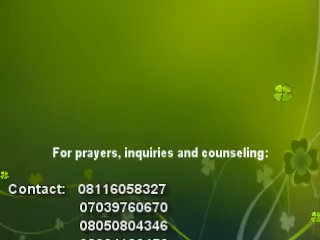 For prayers, inquiries and counseling:
Contact: 08116058327
07039760670
08050804346